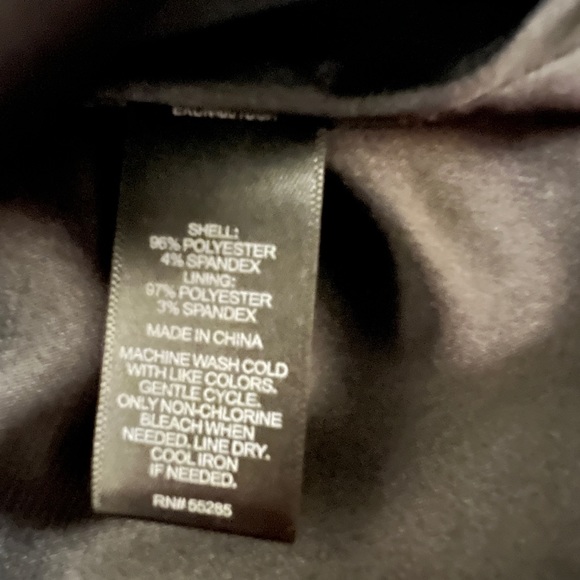 SHELL:
96% POLYESTER
4% SPANDEX
LINING:
97% POLYESTER
3% SPANDEX
MADE IN CHINA
MACHINE WASH COLD
WITH LIKE COLORS.
GENTLE CYCLE.
ONLY NON-CHLORINE
BLEACH WHEN
NEEDED. LINE DRY.
COOL IRON
IF NEEDED.
RN# 55285